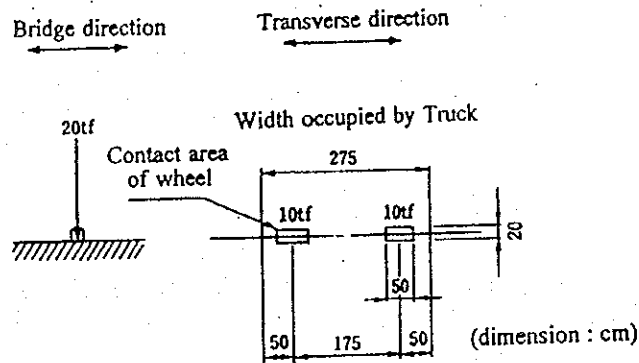 Bridge direction
Transverse direction
20tf
Width occupied by Truck
Contact area
of wheel
275
10tf
10tf
20
50
50
175
50
(dimension : cm)